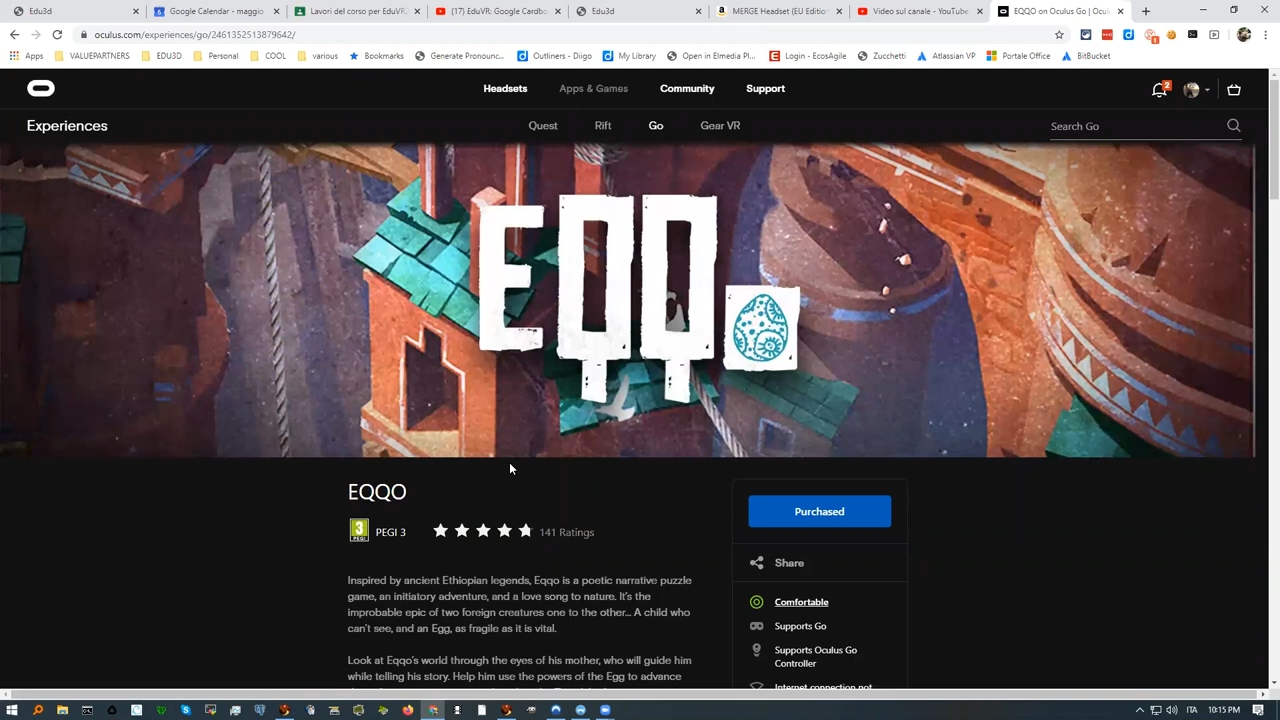 Edu3d
Google Calendar - maggio
Lavori del corso per EduVR
(17) EduVR: Google Cardbo
Edu3d
MERGE Headset (EU Edition
Video sul canale - YouTube
EQQO on Oculus Go | Ocul
oculus.com/experiences/go/2461352513879642/
Apps
VALUEPARTNERS
EDU3D
Personal
COOL
various
Bookmarks
Generate Pronounc...
Outliners - Diigo
My Library
Open in Elmedia Pl...
Login - EcosAgile
Zucchetti
Atlassian VP
Portale Office
BitBucket
Headsets
Apps & Games
Community
Support
2
Experiences
Quest
Rift
Go
Gear VR
Search Go
EQQO
EQQO
Purchased
3
PEGI
PEGI 3
141 Ratings
Share
Inspired by ancient Ethiopian legends, Eqqo is a poetic narrative puzzle
game, an initiatory adventure, and a love song to nature. It's the
improbable epic of two foreign creatures one to the other... A child who
can't see, and an Egg, as fragile as it is vital.
Comfortable
Supports Go
Supports Oculus Go
Controller
Internet connection not
Look at Eqqo's world through the eyes of his mother, who will guide him
while telling his story. Help him use the powers of the Egg to advance
ITA
10:15 PM